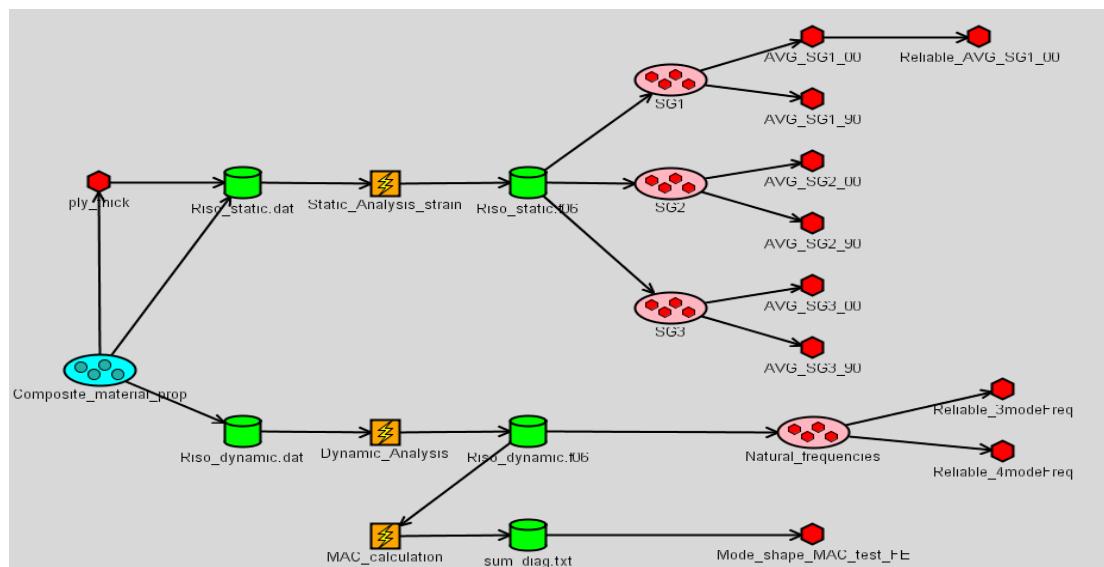 AVG_SG1_00
Reliable_AVG_SG1_00
SG1
AVG_SG1_90
AVG_SG2_00
ply_thick
Riso_static.dat
Static_Analysis_strain
Riso_static.f06
SG2
AVG_SG2_90
AVG_SG3_00
SG3
AVG_SG3_90
Composite_material_prop
Reliable_3modeFreq
Riso_dynamic.dat
Dynamic_Analysis
Riso_dynamic.f06
Natural_frequencies
Reliable_4modeFreq
MAC_calculation
sum_diag.txt
Mode_shape_MAC_test_FE